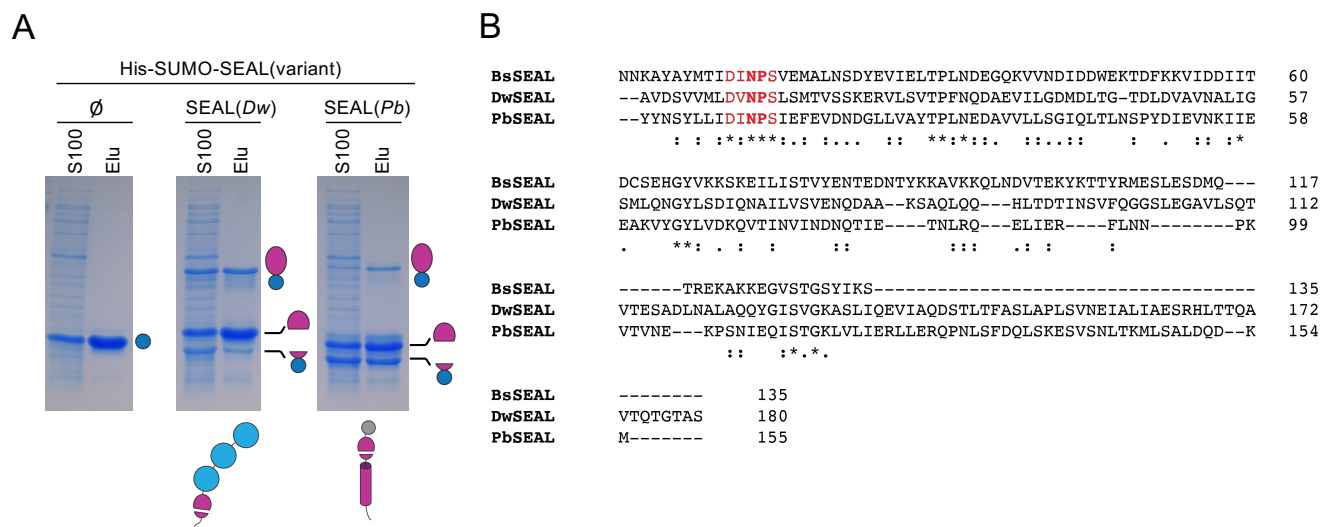 A
His-SUMO-SEAL(variant)
Ø
SEAL(Dw)
SEAL(Pb)
S100
Elu
S100
Elu
S100
Elu
B
BsSEAL NNKAYAYMTIDINPSVEMALNSDYEVIELTPLNDEGQKVVNDIDDWEKTDFKKVIDDIIT 60
DwSEAL --AVDSVVMLDVNPSLSMTVSSKERVLSVTPFNQDAEVILGDMDLTG-TDLDVAVNALIG 57
PbSEAL --YYNSYLLIDINPSIEFEVDNDGLLVAYTPLNEDAVVLLSGIQLTLNSPYDIEVNKIIE 58
: : :*:***:.:. :...  . **:*:: ::..:: . : ::*
BsSEAL DCSEHGYVKKSKEILISTVYENTEDNTYKKAVKKQLNDVTEKYKTTYRMESLESDMQ--- 117
DwSEAL SMLQNGYLSDIQNAILVSVENQDAA--KSAQLQQ--HLTDTINSVFQGGSLEGAVLSQT 112
PbSEAL EAKVYGYLVDKQVTINVINDNQTIE---TNLRQ---ELIER---FLNN--------PK 99
. **: . : : :: ::: :: : :
BsSEAL ----TREKAKKEGVSTGSYIKS-------------------------------------- 135
DwSEAL VTESADLNALAQQYGISVGKASLIQEVIAQDSTLTFASLAPLSVNEIALIAESRHLTTQA 172
PbSEAL VTVNE---KPSNIEQISTGKLVLIERLLERQPNLSFDQLSKESVSNLTKMLSALDQD--K 154
:: :*.*.
BsSEAL -------- 135
DwSEAL VTQTGTAS 180
PbSEAL M------- 155